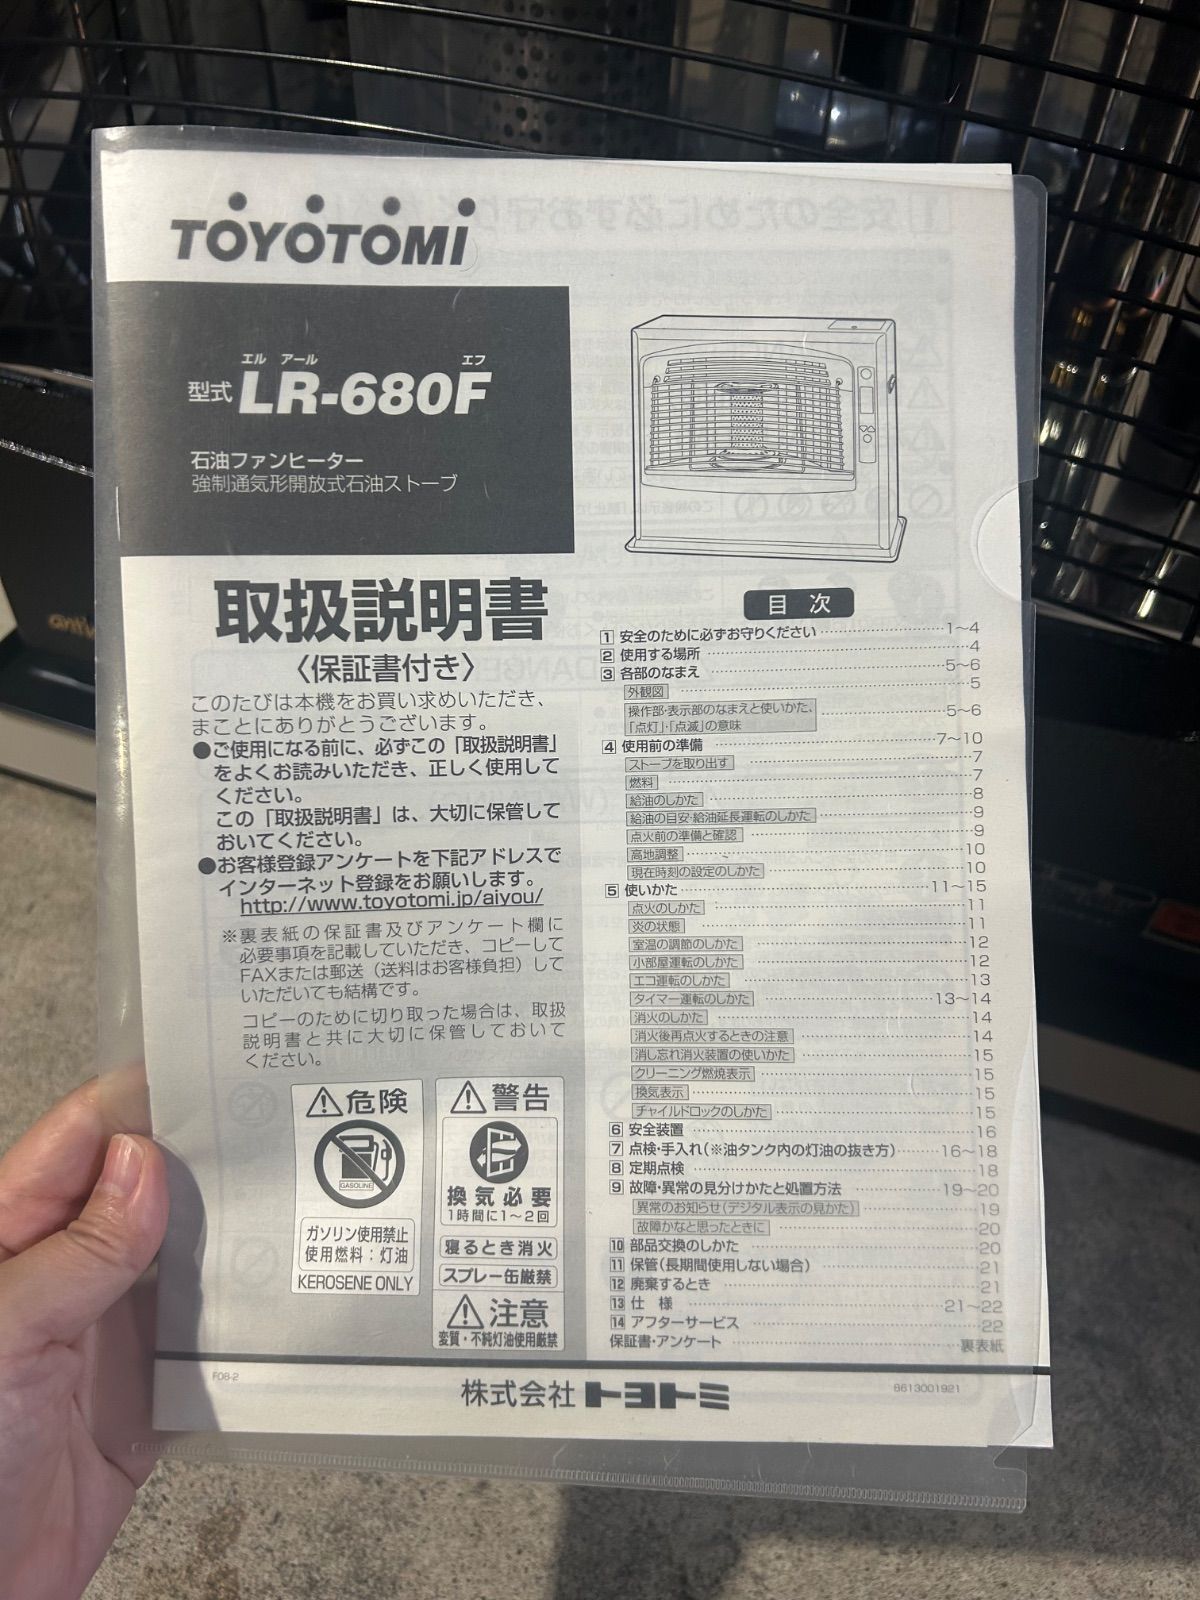 TOYOTOMI
エル アール エフ
型式 LR-680F
石油ファンヒーター
強制通気形開放式石油ストーブ
取扱説明書
〈保証書付き〉
このたびは本機をお買い求めいただき、
まことにありがとうございます。
●ご使用になる前に、必ずこの「取扱説明書」
をよくお読みいただき、正しく使用して
ください。
この「取扱説明書」は、大切に保管して
おいてください。
●お客様登録アンケートを下記アドレスで
インターネット登録をお願いします。
http://www.toyotomi.jp/aiyou/
※裏表紙の保証書及びアンケート欄に
必要事項を記載していただき、コピーして
FAXまたは郵送（送料はお客様負担）して
いただいても結構です。
コピーのために切り取った場合は、取扱
説明書と共に大切に保管しておいて
ください。
⚠危険
GASOLINE
ガソリン使用禁止
使用燃料：灯油
KEROSENE ONLY
⚠警告
換気必要
1時間に1～2回
寝るとき消火
スプレー缶厳禁
⚠注意
変質・不純灯油使用厳禁
目 次
1 安全のために必ずお守りください 1～4
2 使用する場所 4
3 各部のなまえ 5～6
外観図 5
操作部・表示部のなまえと使いかた、
「点灯」・「点滅」の意味 5～6
4 使用前の準備 7～10
ストーブを取り出す 7
燃料 7
給油のしかた 8
給油の目安・給油延長運転のしかた 9
点火前の準備と確認 9
高地調整 10
現在時刻の設定のしかた 10
5 使いかた 11～15
点火のしかた 11
炎の状態 11
室温の調節のしかた 12
小部屋運転のしかた 12
エコ運転のしかた 13
タイマー運転のしかた 13～14
消火のしかた 14
消火後再点火するときの注意 14
消し忘れ消火装置の使いかた 15
クリーニング燃焼表示 15
換気表示 15
チャイルドロックのしかた 15
6 安全装置 16
7 点検・手入れ（※油タンク内の灯油の抜き方） 16～18
8 定期点検 18
9 故障・異常の見分けかたと処置方法 19～20
異常のお知らせ（デジタル表示の見かた） 19
故障かなと思ったときに 20
10 部品交換のしかた 20
11 保管（長期間使用しない場合） 21
12 廃棄するとき 21
13 仕 様 21～22
14 アフターサービス 22
保証書・アンケート 裏表紙
F08-2
株式会社 トヨトミ
8613001921